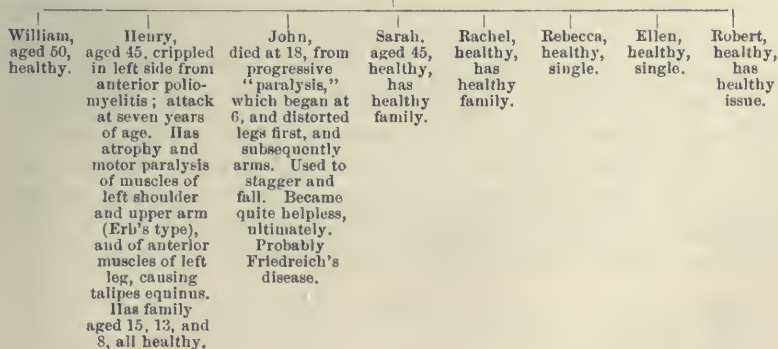 William,
aged 50,
healthy.
Henry,
aged 45, crippled
in left side from
anterior polio-
myelitis; attack
at seven years
of age. Has
atrophy and
motor paralysis
of muscles of
left shoulder
and upper arm
(Erb's type),
and of anterior
muscles of left
leg, causing
talipes equinus.
Has family
aged 15, 13, and
8, all healthy.
John,
died at 18, from
progressive
"paralysis,"
which began at
6, and distorted
legs first, and
subsequently
arms. Used to
stagger and
fall. Became
quite helpless,
ultimately.
Probably
Friedreich's
disease.
Sarah,
aged 45,
healthy,
has
healthy
family.
Rachel,
healthy,
has
healthy
family.
Rebecca,
healthy,
single.
Ellen,
healthy,
single.
Robert,
healthy,
has
healthy
issue.